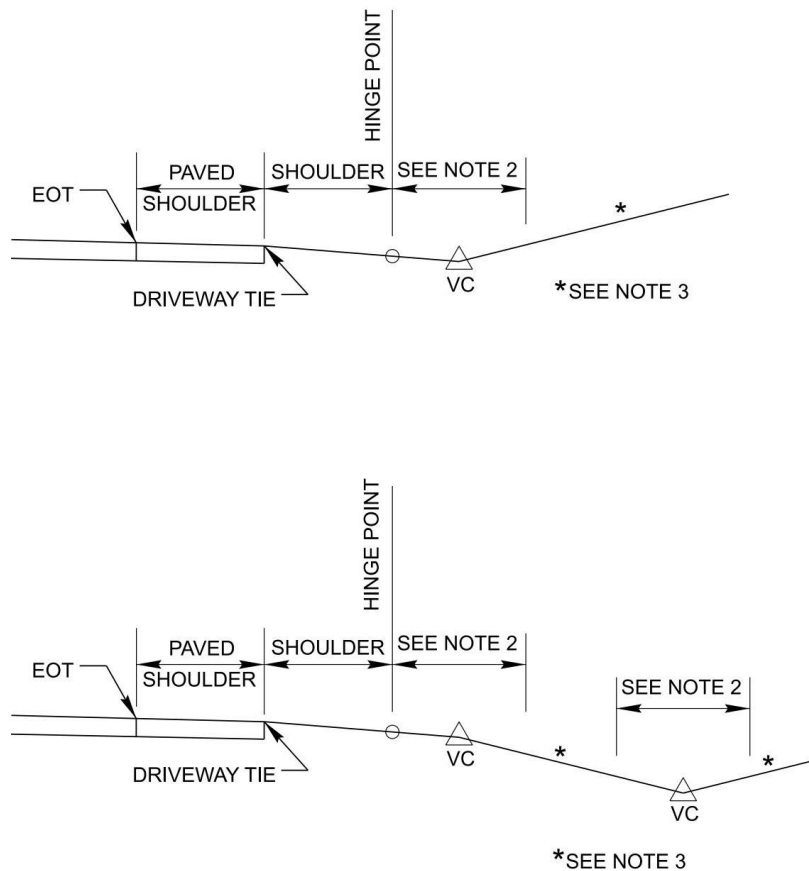 HINGE POINT
PAVED
SHOULDER
SHOULDER
SEE NOTE 2
EOT
*
DRIVEWAY TIE
VC
*SEE NOTE 3
HINGE POINT
PAVED
SHOULDER
SHOULDER
SEE NOTE 2
EOT
SEE NOTE 2
*
*
DRIVEWAY TIE
VC
VC
*SEE NOTE 3